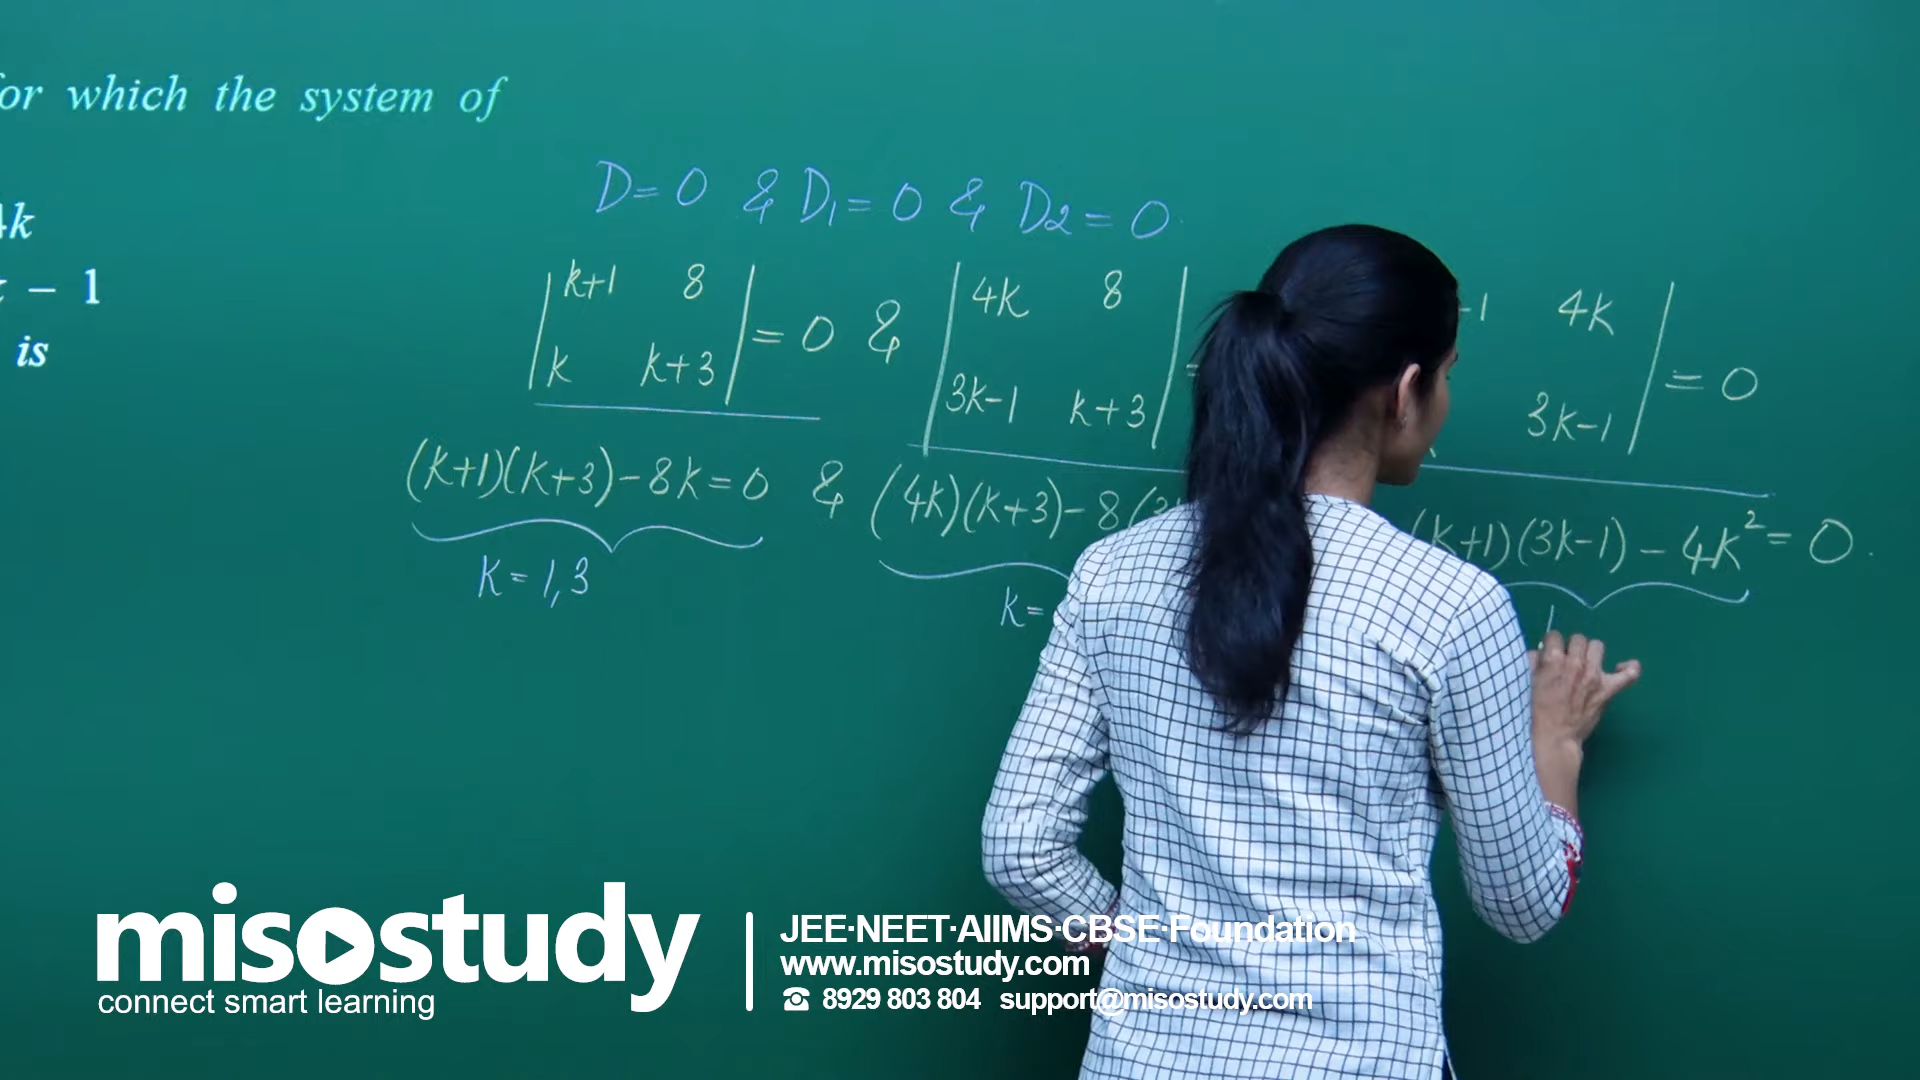 or which the system of
4k
– 1
is
D = 0 & D₁ = 0 & D2 = 0
k+1 8 = 0 & 4k 8 -1 4k = 0
k k+3 3k-1 k+3 = 3k-1
(k+1)(k+3) - 8k = 0 & (4k)(k+3) - 8(3 k+1)(3k-1) - 4k² = 0.
k = 1,3 k =
misostudy
connect smart learning
JEE·NEET·AIIMS·CBSE·Foundation
www.misostudy.com
☎ 8929 803 804 support@misostudy.com